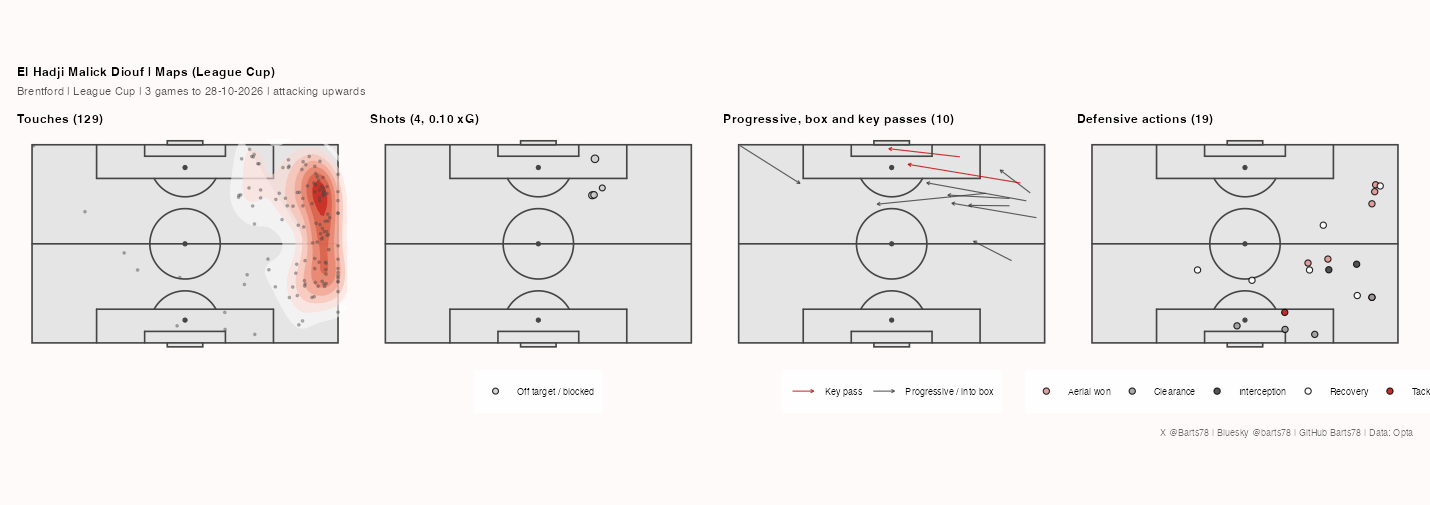 El Hadji Malick Diouf | Maps (League Cup)
Brentford | League Cup | 3 games to 28-10-2026 | attacking upwards
Touches (129)
Shots (4, 0.10 xG)
Progressive, box and key passes (10)
Defensive actions (19)
Off target / blocked
Key pass
Progressive / into box
Aerial won
Clearance
Interception
Recovery
Tack
X @Barts78 | Bluesky @barts78 | GitHub Barts78 | Data: Opta